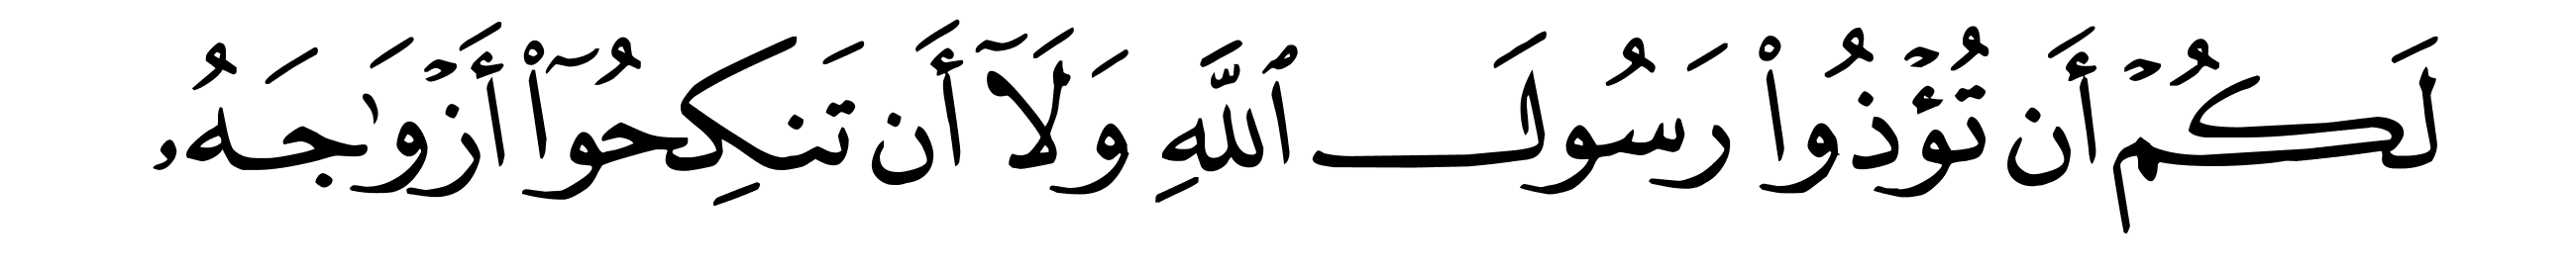 لَكُمْ أَن تُؤْذُوا۟ رَسُولَ ٱللَّهِ وَلَآ أَن تَنكِحُوٓا۟ أَزْوَٰجَهُۥ